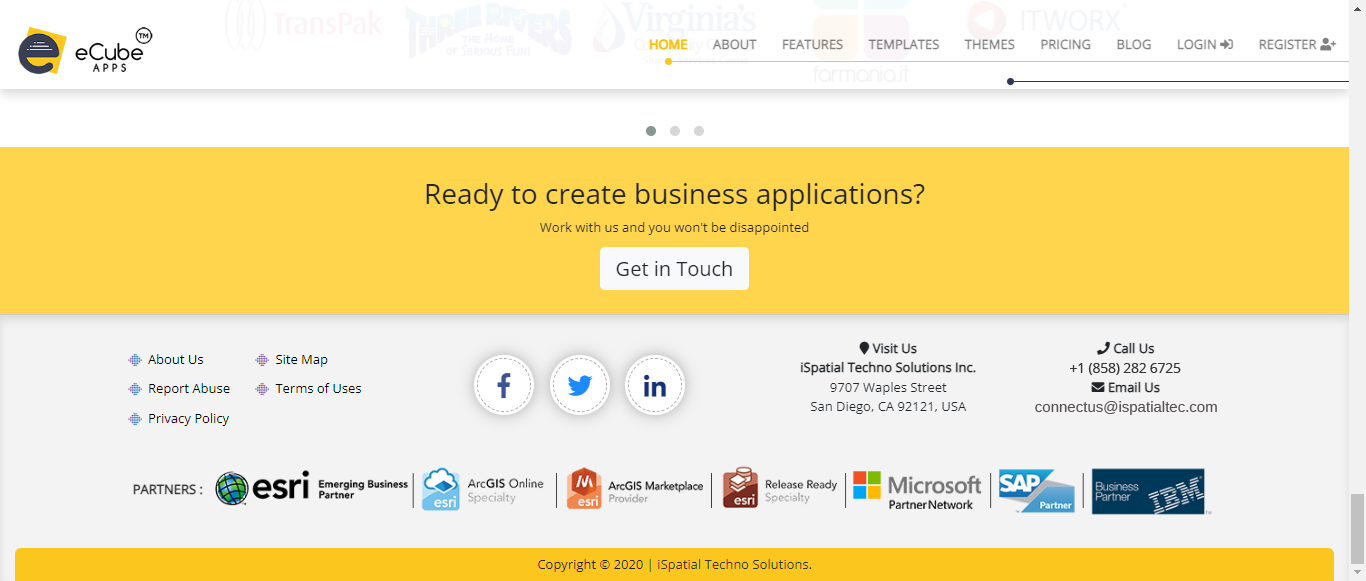 TransPak
THREE RIVERS
THE HOME
OF SERIOUS FUN!
Virginia's
ITWORX
farmonia.it
eCube TM
APPS
HOME ABOUT FEATURES TEMPLATES THEMES PRICING BLOG LOGIN REGISTER
Ready to create business applications?
Work with us and you won't be disappointed
Get in Touch
About Us
Site Map
Report Abuse
Terms of Uses
Privacy Policy
f
in
Visit Us
iSpatial Techno Solutions Inc.
9707 Waples Street
San Diego, CA 92121, USA
Call Us
+1 (858) 282 6725
Email Us
connectus@ispatialtec.com
PARTNERS :
esri Emerging Business
Partner
esri
ArcGIS Online
Specialty
esri
ArcGIS Marketplace
Provider
esri
Release Ready
Specialty
Microsoft
Partner Network
SAP
Partner
Business
Partner
IBM
Copyright © 2020 | iSpatial Techno Solutions.